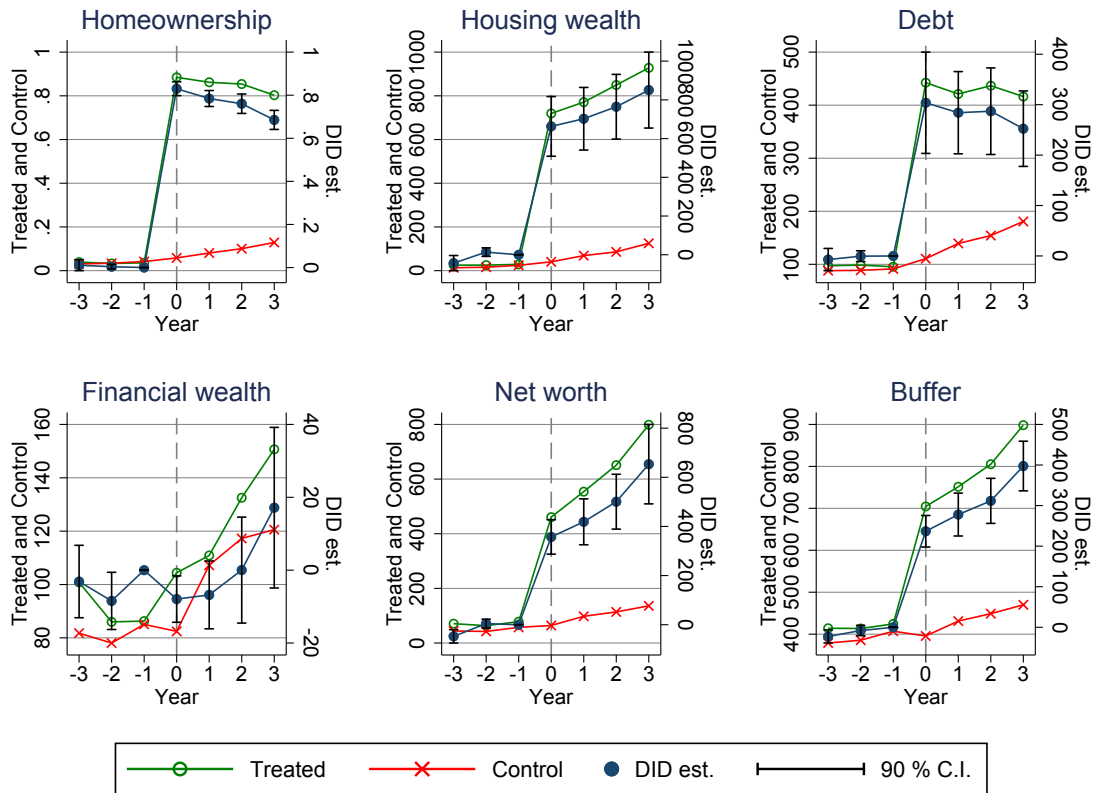 Homeownership
Treated and Control
0 .2 .4 .6 .8 1
0 .2 .4 .6 .8 1
DID est.
-3 -2 -1 0 1 2 3
Year
Housing wealth
Treated and Control
0 200 400 600 800 1000
0 200 400 600 800 1000
DID est.
-3 -2 -1 0 1 2 3
Year
Debt
Treated and Control
100 200 300 400 500
0 100 200 300 400
DID est.
-3 -2 -1 0 1 2 3
Year
Financial wealth
Treated and Control
80 100 120 140 160
-20 0 20 40
DID est.
-3 -2 -1 0 1 2 3
Year
Net worth
Treated and Control
0 200 400 600 800
0 200 400 600 800
DID est.
-3 -2 -1 0 1 2 3
Year
Buffer
Treated and Control
400 500 600 700 800 900
0 100 200 300 400 500
DID est.
-3 -2 -1 0 1 2 3
Year
Treated Control DID est. 90 % C.I.